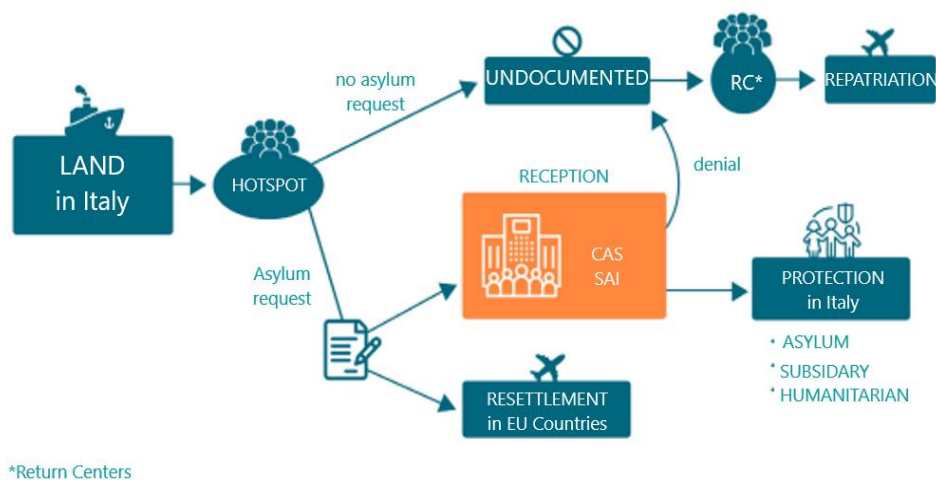 LAND
in Italy
HOTSPOT
no asylum
request
UNDOCUMENTED
RC*
REPATRIATION
denial
RECEPTION
CAS
SAI
Asylum
request
PROTECTION
in Italy
• ASYLUM
* SUBSIDARY
* HUMANITARIAN
RESETTLEMENT
in EU Countries
*Return Centers